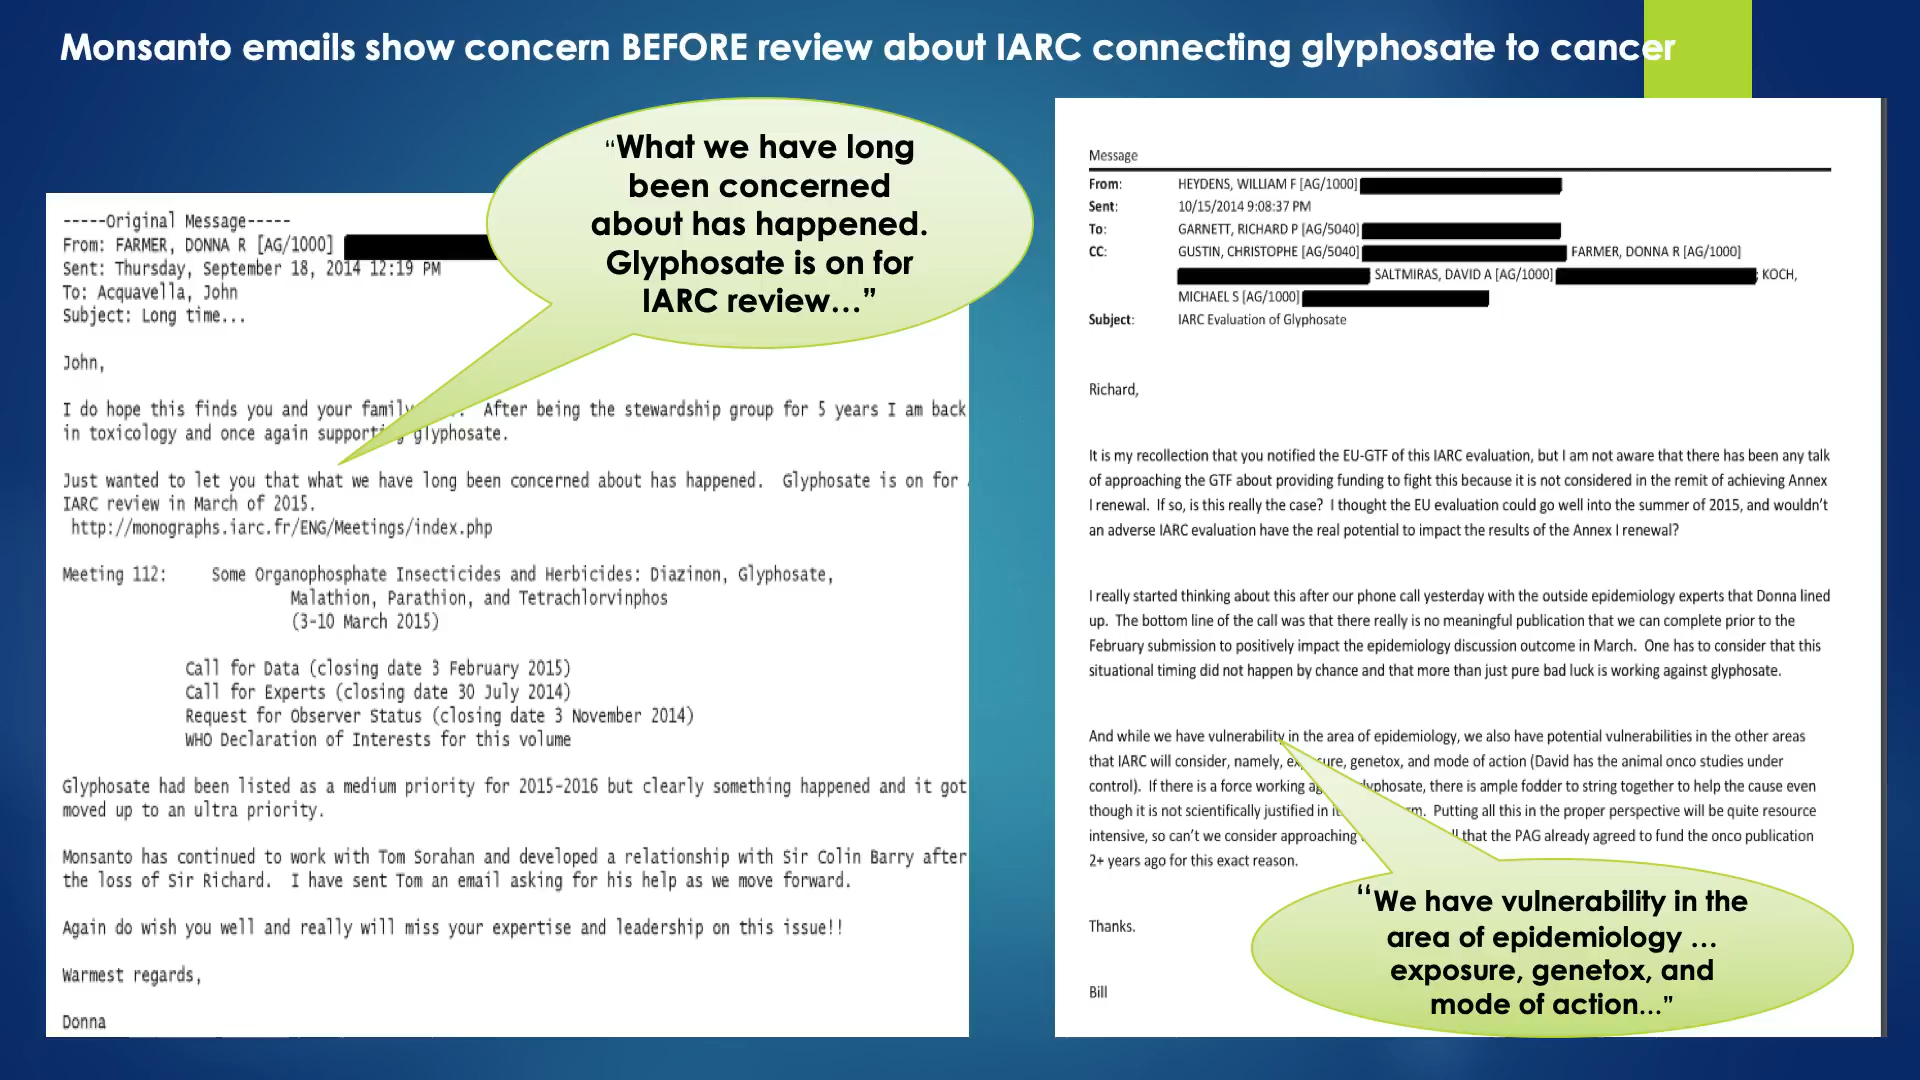 Monsanto emails show concern BEFORE review about IARC connecting glyphosate to cancer
“What we have long
been concerned
about has happened.
Glyphosate is on for
IARC review…”
-----Original Message-----
From: FARMER, DONNA R [AG/1000]
Sent: Thursday, September 18, 2014 12:19 PM
To: Acquavella, John
Subject: Long time...
John,
I do hope this finds you and your family After being the stewardship group for 5 years I am back
in toxicology and once again supporting glyphosate.
Just wanted to let you that what we have long been concerned about has happened. Glyphosate is on for
IARC review in March of 2015.
http://monographs.iarc.fr/ENG/Meetings/index.php
Meeting 112: Some Organophosphate Insecticides and Herbicides: Diazinon, Glyphosate,
Malathion, Parathion, and Tetrachlorvinphos
(3-10 March 2015)
Call for Data (closing date 3 February 2015)
Call for Experts (closing date 30 July 2014)
Request for Observer Status (closing date 3 November 2014)
WHO Declaration of Interests for this volume
Glyphosate had been listed as a medium priority for 2015-2016 but clearly something happened and it got
moved up to an ultra priority.
Monsanto has continued to work with Tom Sorahan and developed a relationship with Sir Colin Barry after
the loss of Sir Richard. I have sent Tom an email asking for his help as we move forward.
Again do wish you well and really will miss your expertise and leadership on this issue!!
Warmest regards,
Donna
Message
From: HEYDENS, WILLIAM F [AG/1000]
Sent: 10/15/2014 9:08:37 PM
To: GARNETT, RICHARD P [AG/5040]
CC: GUSTIN, CHRISTOPHE [AG/5040] FARMER, DONNA R [AG/1000]
SALTMIRAS, DAVID A [AG/1000] ; KOCH,
MICHAEL S [AG/1000]
Subject: IARC Evaluation of Glyphosate
Richard,
It is my recollection that you notified the EU-GTF of this IARC evaluation, but I am not aware that there has been any talk
of approaching the GTF about providing funding to fight this because it is not considered in the remit of achieving Annex
I renewal. If so, is this really the case? I thought the EU evaluation could go well into the summer of 2015, and wouldn't
an adverse IARC evaluation have the real potential to impact the results of the Annex I renewal?
I really started thinking about this after our phone call yesterday with the outside epidemiology experts that Donna lined
up. The bottom line of the call was that there really is no meaningful publication that we can complete prior to the
February submission to positively impact the epidemiology discussion outcome in March. One has to consider that this
situational timing did not happen by chance and that more than just pure bad luck is working against glyphosate.
And while we have vulnerability in the area of epidemiology, we also have potential vulnerabilities in the other areas
that IARC will consider, namely, exposure, genetox, and mode of action (David has the animal onco studies under
control). If there is a force working glyphosate, there is ample fodder to string together to help the cause even
though it is not scientifically justified in Putting all this in the proper perspective will be quite resource
intensive, so can't we consider approaching that the PAG already agreed to fund the onco publication
2+ years ago for this exact reason.
Thanks.
Bill
“We have vulnerability in the
area of epidemiology …
exposure, genetox, and
mode of action…”